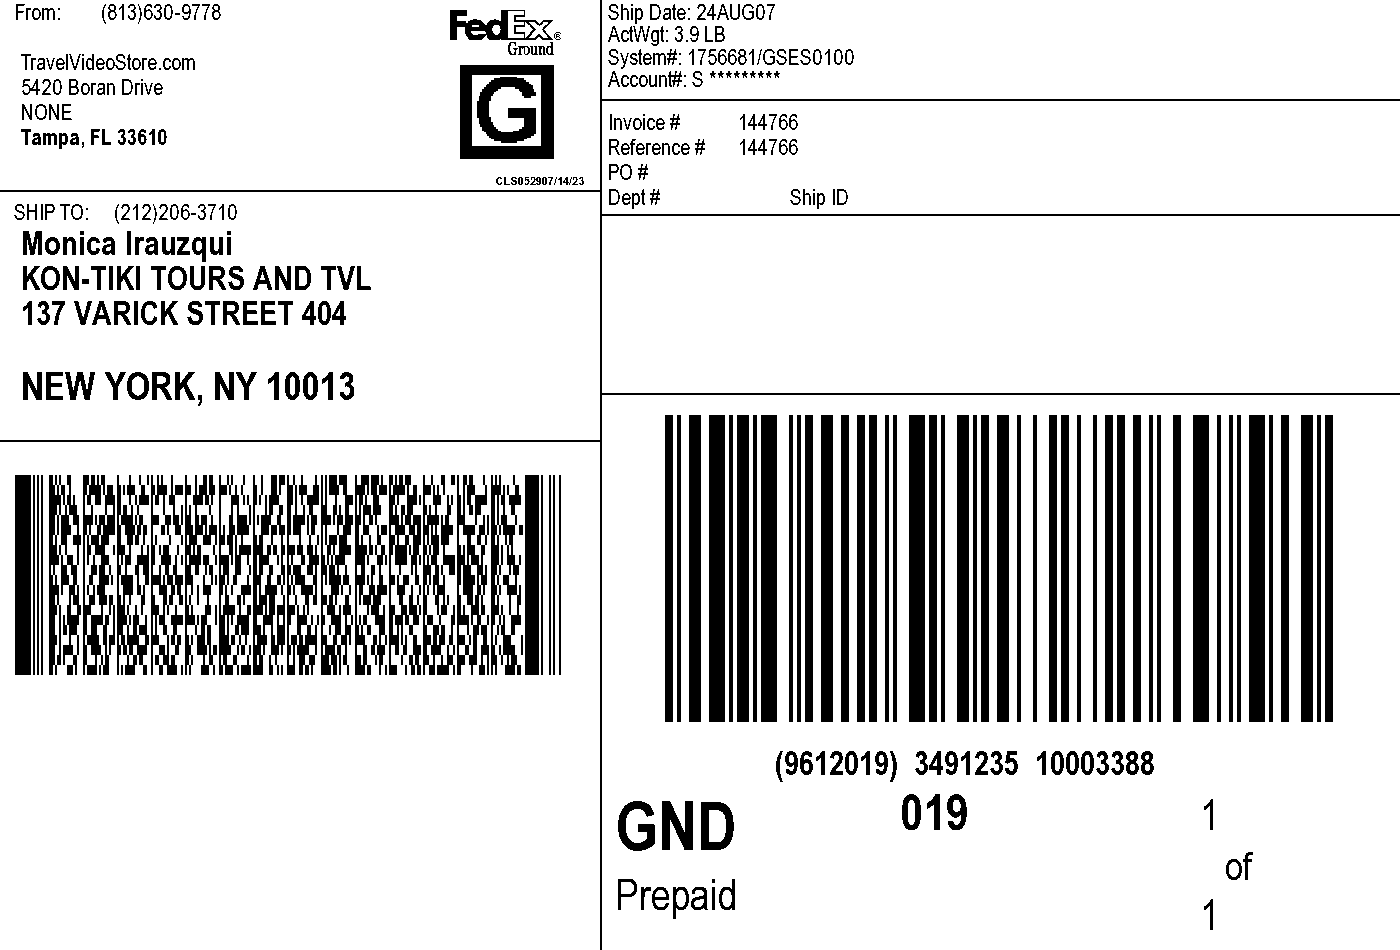 From: (813)630-9778
TravelVideoStore.com
5420 Boran Drive
NONE
Tampa, FL 33610
FedEx®
Ground
G
CLS052907/14/23
SHIP TO: (212)206-3710
Monica Irauzqui
KON-TIKI TOURS AND TVL
137 VARICK STREET 404
NEW YORK, NY 10013
Ship Date: 24AUG07
ActWgt: 3.9 LB
System#: 1756681/GSES0100
Account#: S *********
Invoice # 144766
Reference # 144766
PO #
Dept # Ship ID
(9612019) 3491235 10003388
GND 019 1
of
Prepaid 1